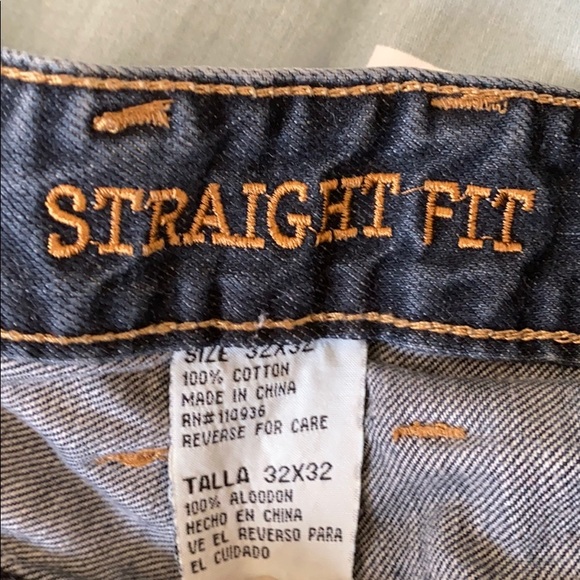 STRAIGHT FIT
SIZE 32X32
100% COTTON
MADE IN CHINA
RN#110936
REVERSE FOR CARE
TALLA 32X32
100% ALGODON
HECHO EN CHINA
VE EL REVERSO PARA
EL CUIDADO